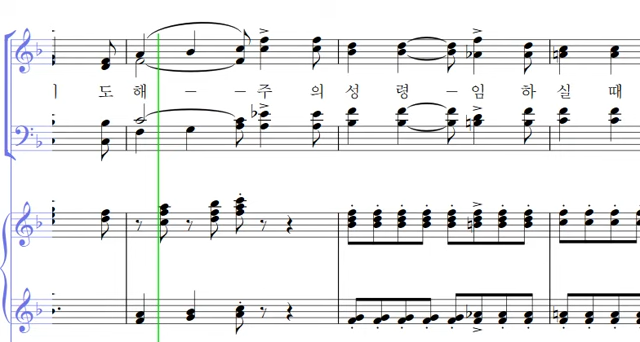 도 해 - - 주 의 성 령 - 임 하 실 때